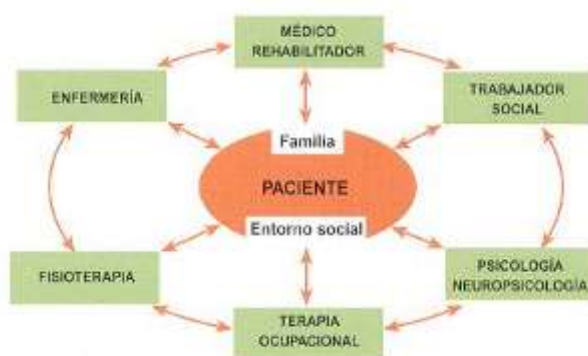 MÉDICO
REHABILITADOR
ENFERMERÍA
TRABAJADOR
SOCIAL
Familia
PACIENTE
Entorno social
FISIOTERAPIA
PSICOLOGÍA
NEUROPSICOLOGÍA
TERAPIA
OCUPACIONAL